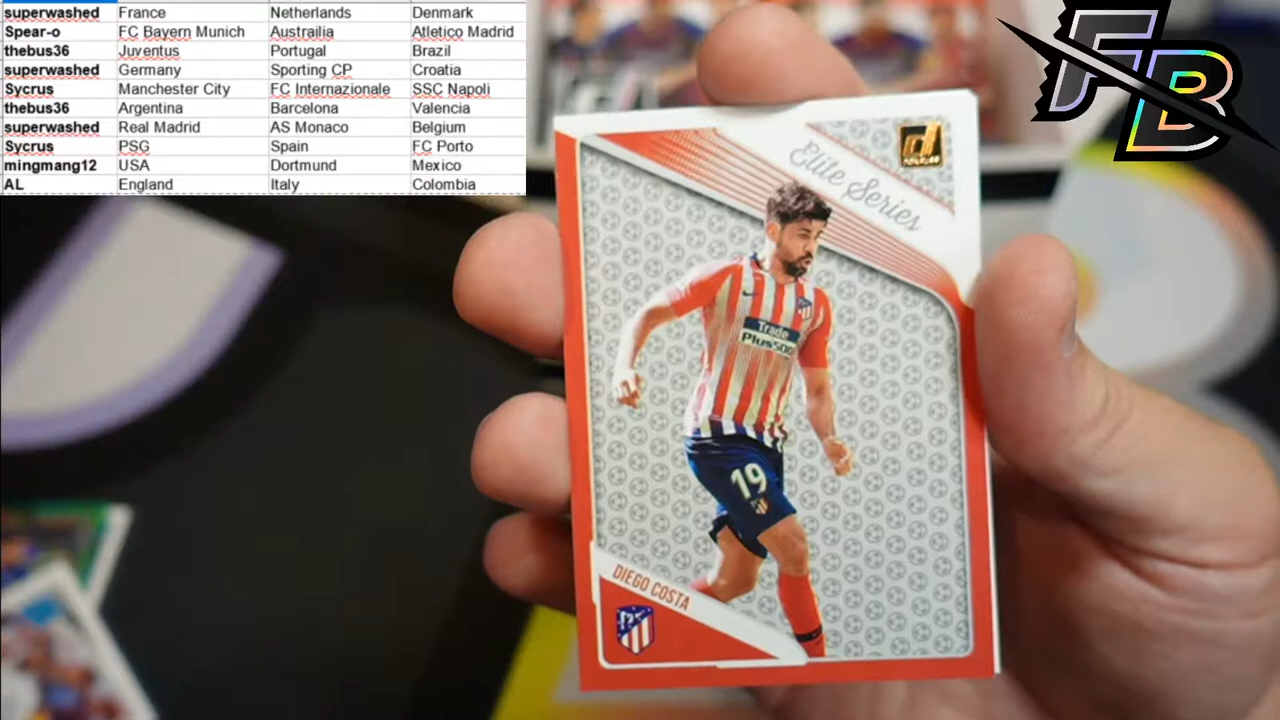 superwashed France Netherlands Denmark
Spear-o FC Bayern Munich Austrailia Atletico Madrid
thebus36 Juventus Portugal Brazil
superwashed Germany Sporting CP Croatia
Sycrus Manchester City FC Internazionale SSC Napoli
thebus36 Argentina Barcelona Valencia
superwashed Real Madrid AS Monaco Belgium
Sycrus PSG Spain FC Porto
mingmang12 USA Dortmund Mexico
AL England Italy Colombia
FB
Elite Series
Trade
Plus500
19
DIEGO COSTA